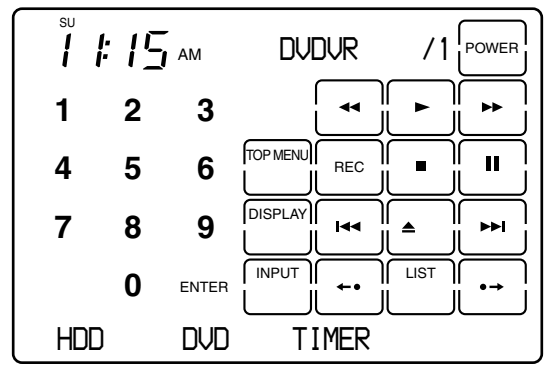 SU
11:15 AM DVDVR /1 POWER
1 2 3
4 5 6 TOP MENU REC
7 8 9 DISPLAY
0 ENTER INPUT LIST
HDD DVD TIMER